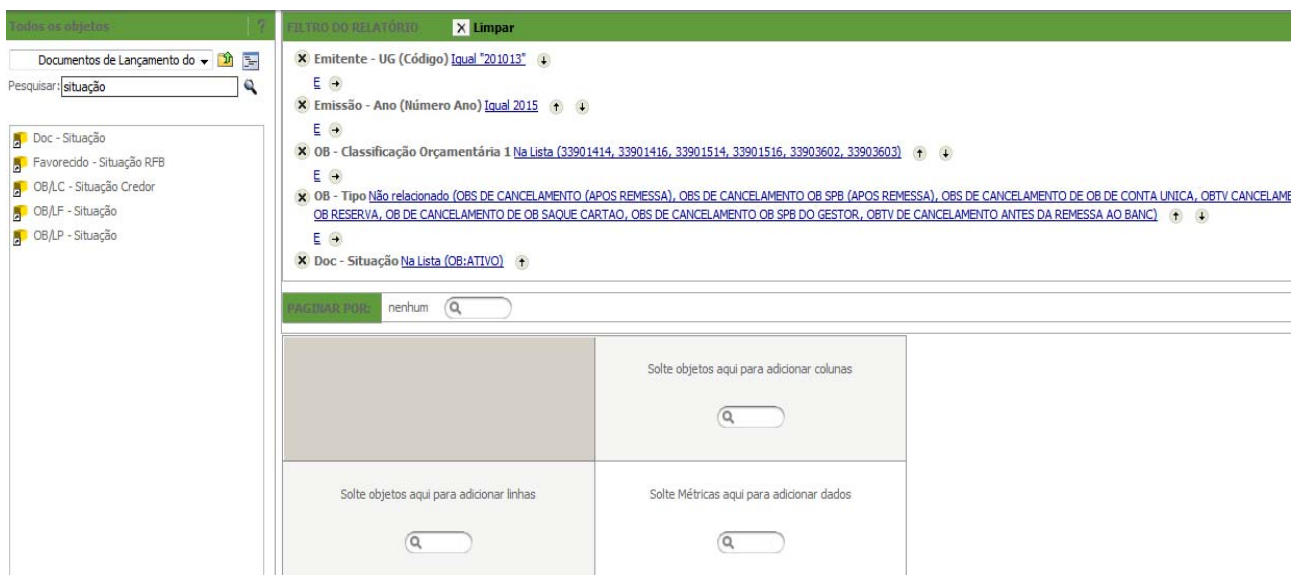 Todos os objetos
?
Documentos de Lançamento do
Pesquisar: situação
Doc - Situação
Favorecido - Situação RFB
OB/LC - Situação Credor
OB/LF - Situação
OB/LP - Situação
FILTRO DO RELATÓRIO X Limpar
Emitente - UG (Código) Igual "201013"
E
Emissão - Ano (Número Ano) Igual 2015
E
OB - Classificação Orçamentária 1 Na Lista (33901414, 33901416, 33901514, 33901516, 33903602, 33903603)
E
OB - Tipo Não relacionado (OBS DE CANCELAMENTO (APOS REMESSA), OBS DE CANCELAMENTO OB SPB (APOS REMESSA), OBS DE CANCELAMENTO DE OB DE CONTA UNICA, OBTV CANCELAME
OB RESERVA, OB DE CANCELAMENTO DE OB SAQUE CARTAO, OBS DE CANCELAMENTO OB SPB DO GESTOR, OBTV DE CANCELAMENTO ANTES DA REMESSA AO BANC)
E
Doc - Situação Na Lista (OB:ATIVO)
PAGINAR POR: nenhum
Solte objetos aqui para adicionar colunas
Solte objetos aqui para adicionar linhas
Solte Métricas aqui para adicionar dados